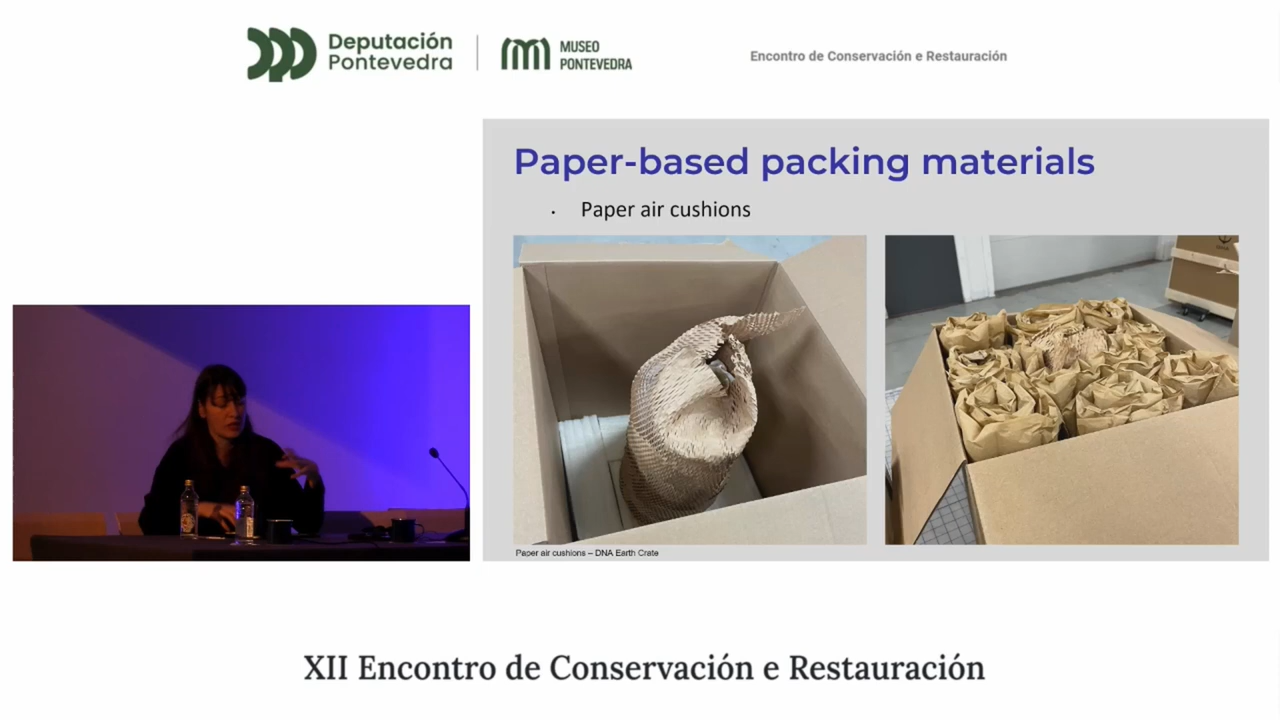 Deputación
Pontevedra
MUSEO
PONTEVEDRA
Encontro de Conservación e Restauración
Paper-based packing materials
· Paper air cushions
Paper air cushions – DNA Earth Crate
XII Encontro de Conservación e Restauración